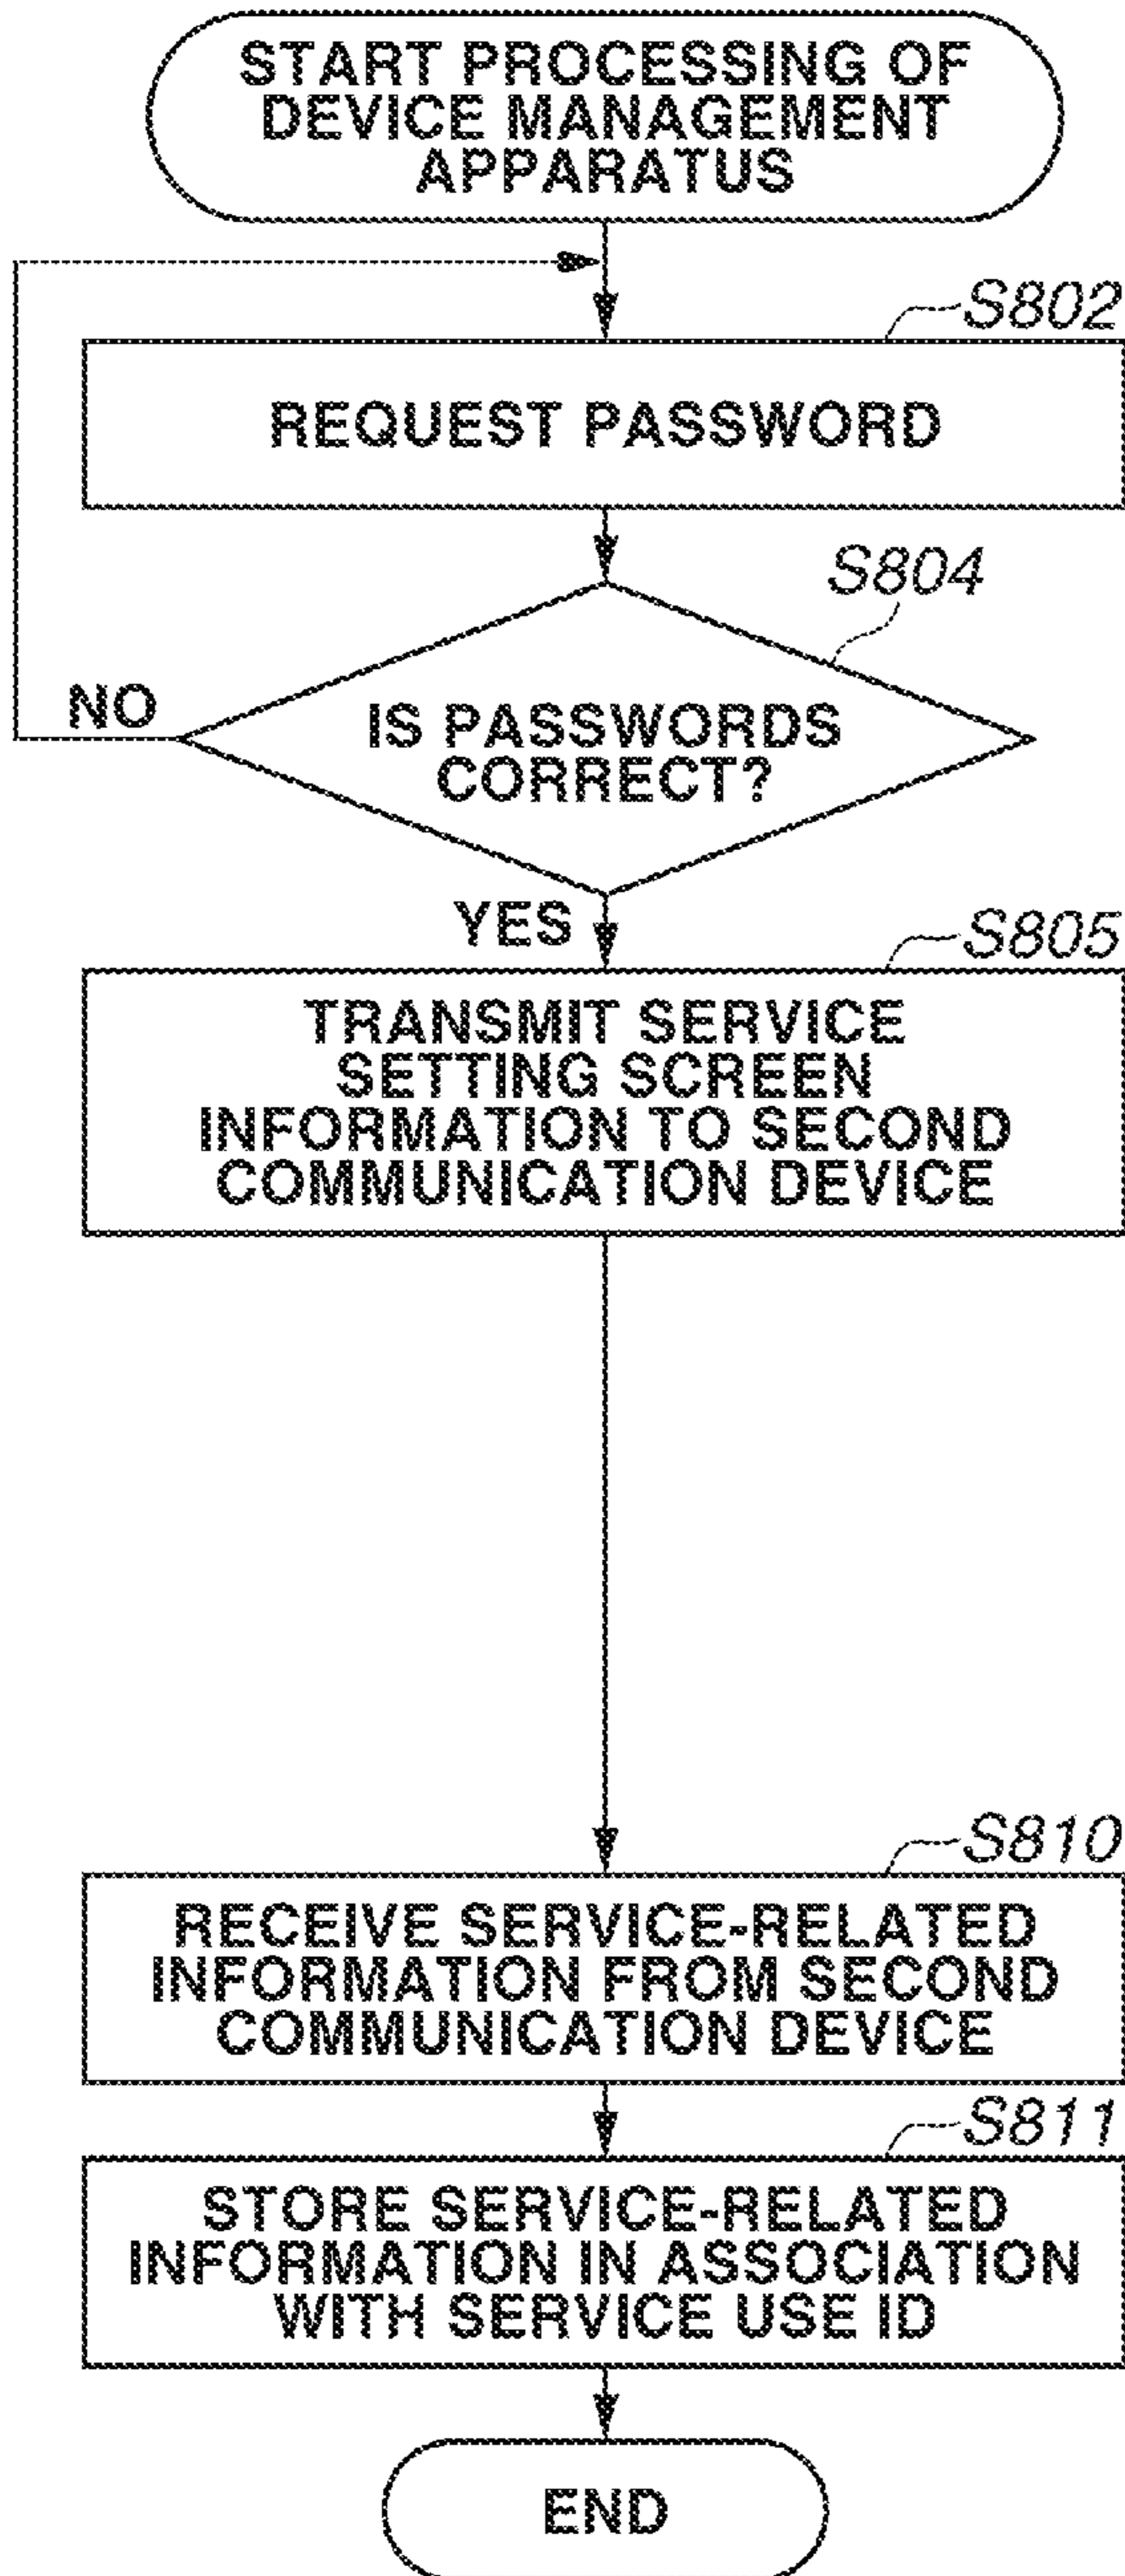 START PROCESSING OF
DEVICE MANAGEMENT
APPARATUS
S802
REQUEST PASSWORD
S804
NO
IS PASSWORDS
CORRECT?
YES
S805
TRANSMIT SERVICE
SETTING SCREEN
INFORMATION TO SECOND
COMMUNICATION DEVICE
S810
RECEIVE SERVICE-RELATED
INFORMATION FROM SECOND
COMMUNICATION DEVICE
S811
STORE SERVICE-RELATED
INFORMATION IN ASSOCIATION
WITH SERVICE USE ID
END